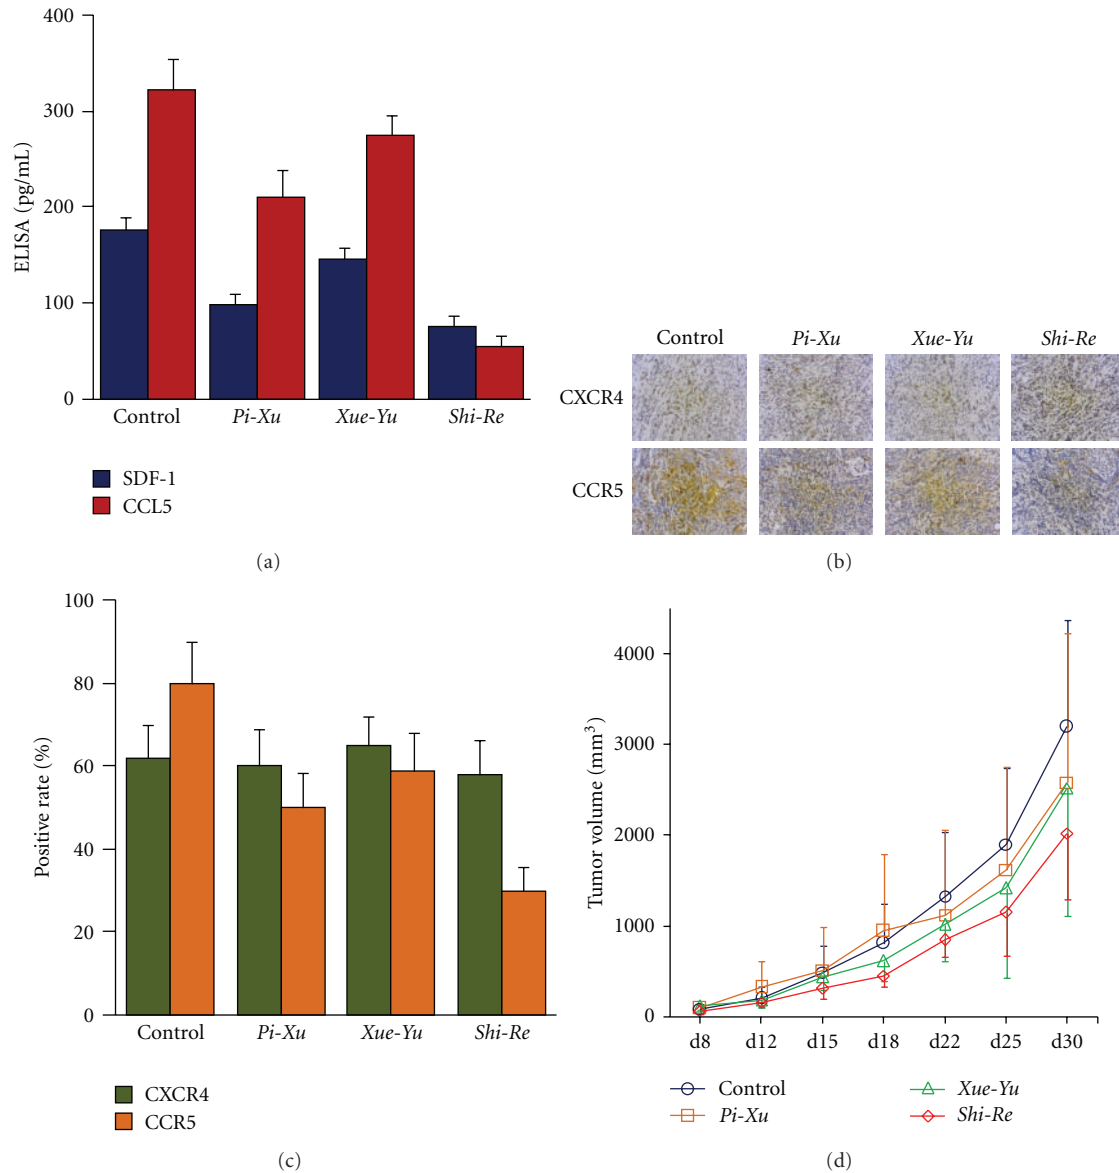 400
300
200
100
0
ELISA (pg/mL)
Control
Pi-Xu
Xue-Yu
Shi-Re
SDF-1
CCL5
(a)
Control
Pi-Xu
Xue-Yu
Shi-Re
CXCR4
CCR5
(b)
100
80
60
40
20
0
Positive rate (%)
Control
Pi-Xu
Xue-Yu
Shi-Re
CXCR4
CCR5
(c)
4000
3000
2000
1000
0
Tumor volume (mm³)
d8
d12
d15
d18
d22
d25
d30
Control
Pi-Xu
Xue-Yu
Shi-Re
(d)